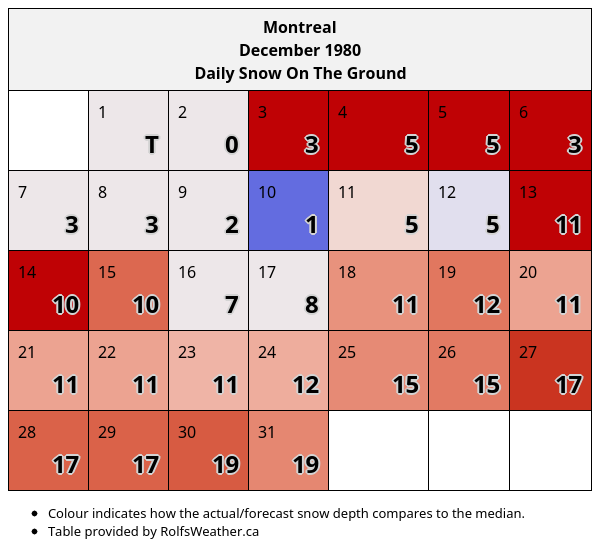 Montreal
December 1980
Daily Snow On The Ground
1 2 3 4 5 6
T 0 3 5 5 3
7 8 9 10 11 12 13
3 3 2 1 5 5 11
14 15 16 17 18 19 20
10 10 7 8 11 12 11
21 22 23 24 25 26 27
11 11 11 12 15 15 17
28 29 30 31
17 17 19 19
Colour indicates how the actual/forecast snow depth compares to the median.
Table provided by RolfsWeather.ca